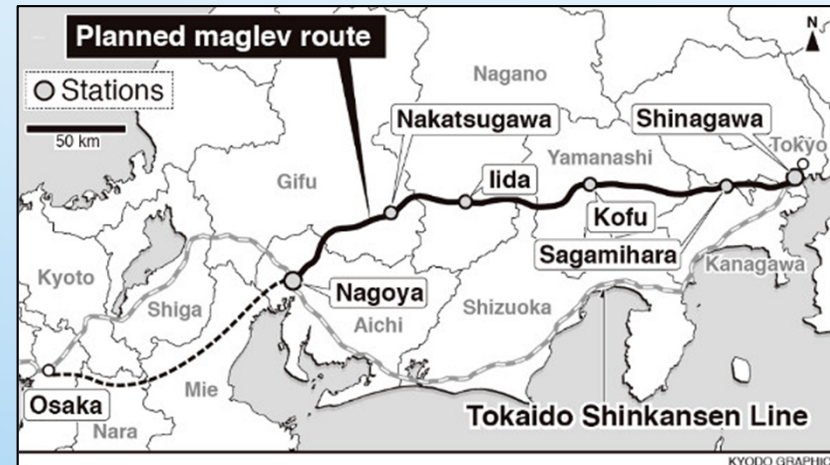 Planned maglev route
N
Stations
50 km
Nagano
Nakatsugawa
Shinagawa
Tokyo
Yamanashi
Gifu
Iida
Kofu
Sagamihara
Kanagawa
Kyoto
Shiga
Nagoya
Shizuoka
Aichi
Mie
Osaka
Nara
Tokaido Shinkansen Line
KYODO GRAPHIC